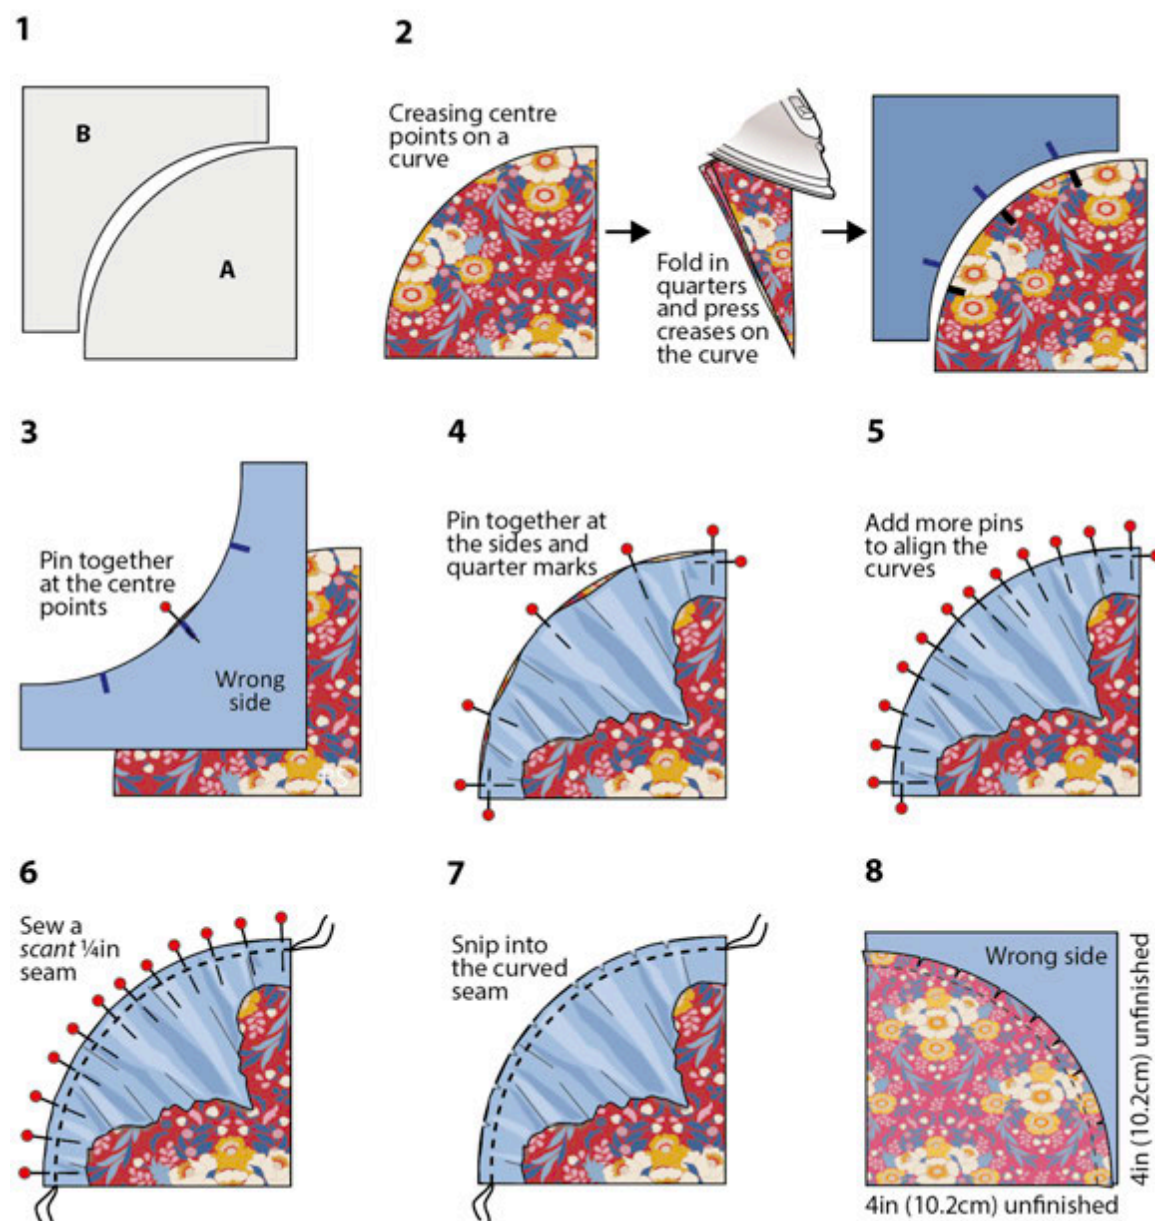 1
B
A
2
Creasing centre
points on a
curve
Fold in
quarters
and press
creases on
the curve
3
Pin together
at the centre
points
Wrong
side
4
Pin together at
the sides and
quarter marks
5
Add more pins
to align the
curves
6
Sew a
scant ¼in
seam
7
Snip into
the curved
seam
8
Wrong side
4in (10.2cm) unfinished
4in (10.2cm) unfinished